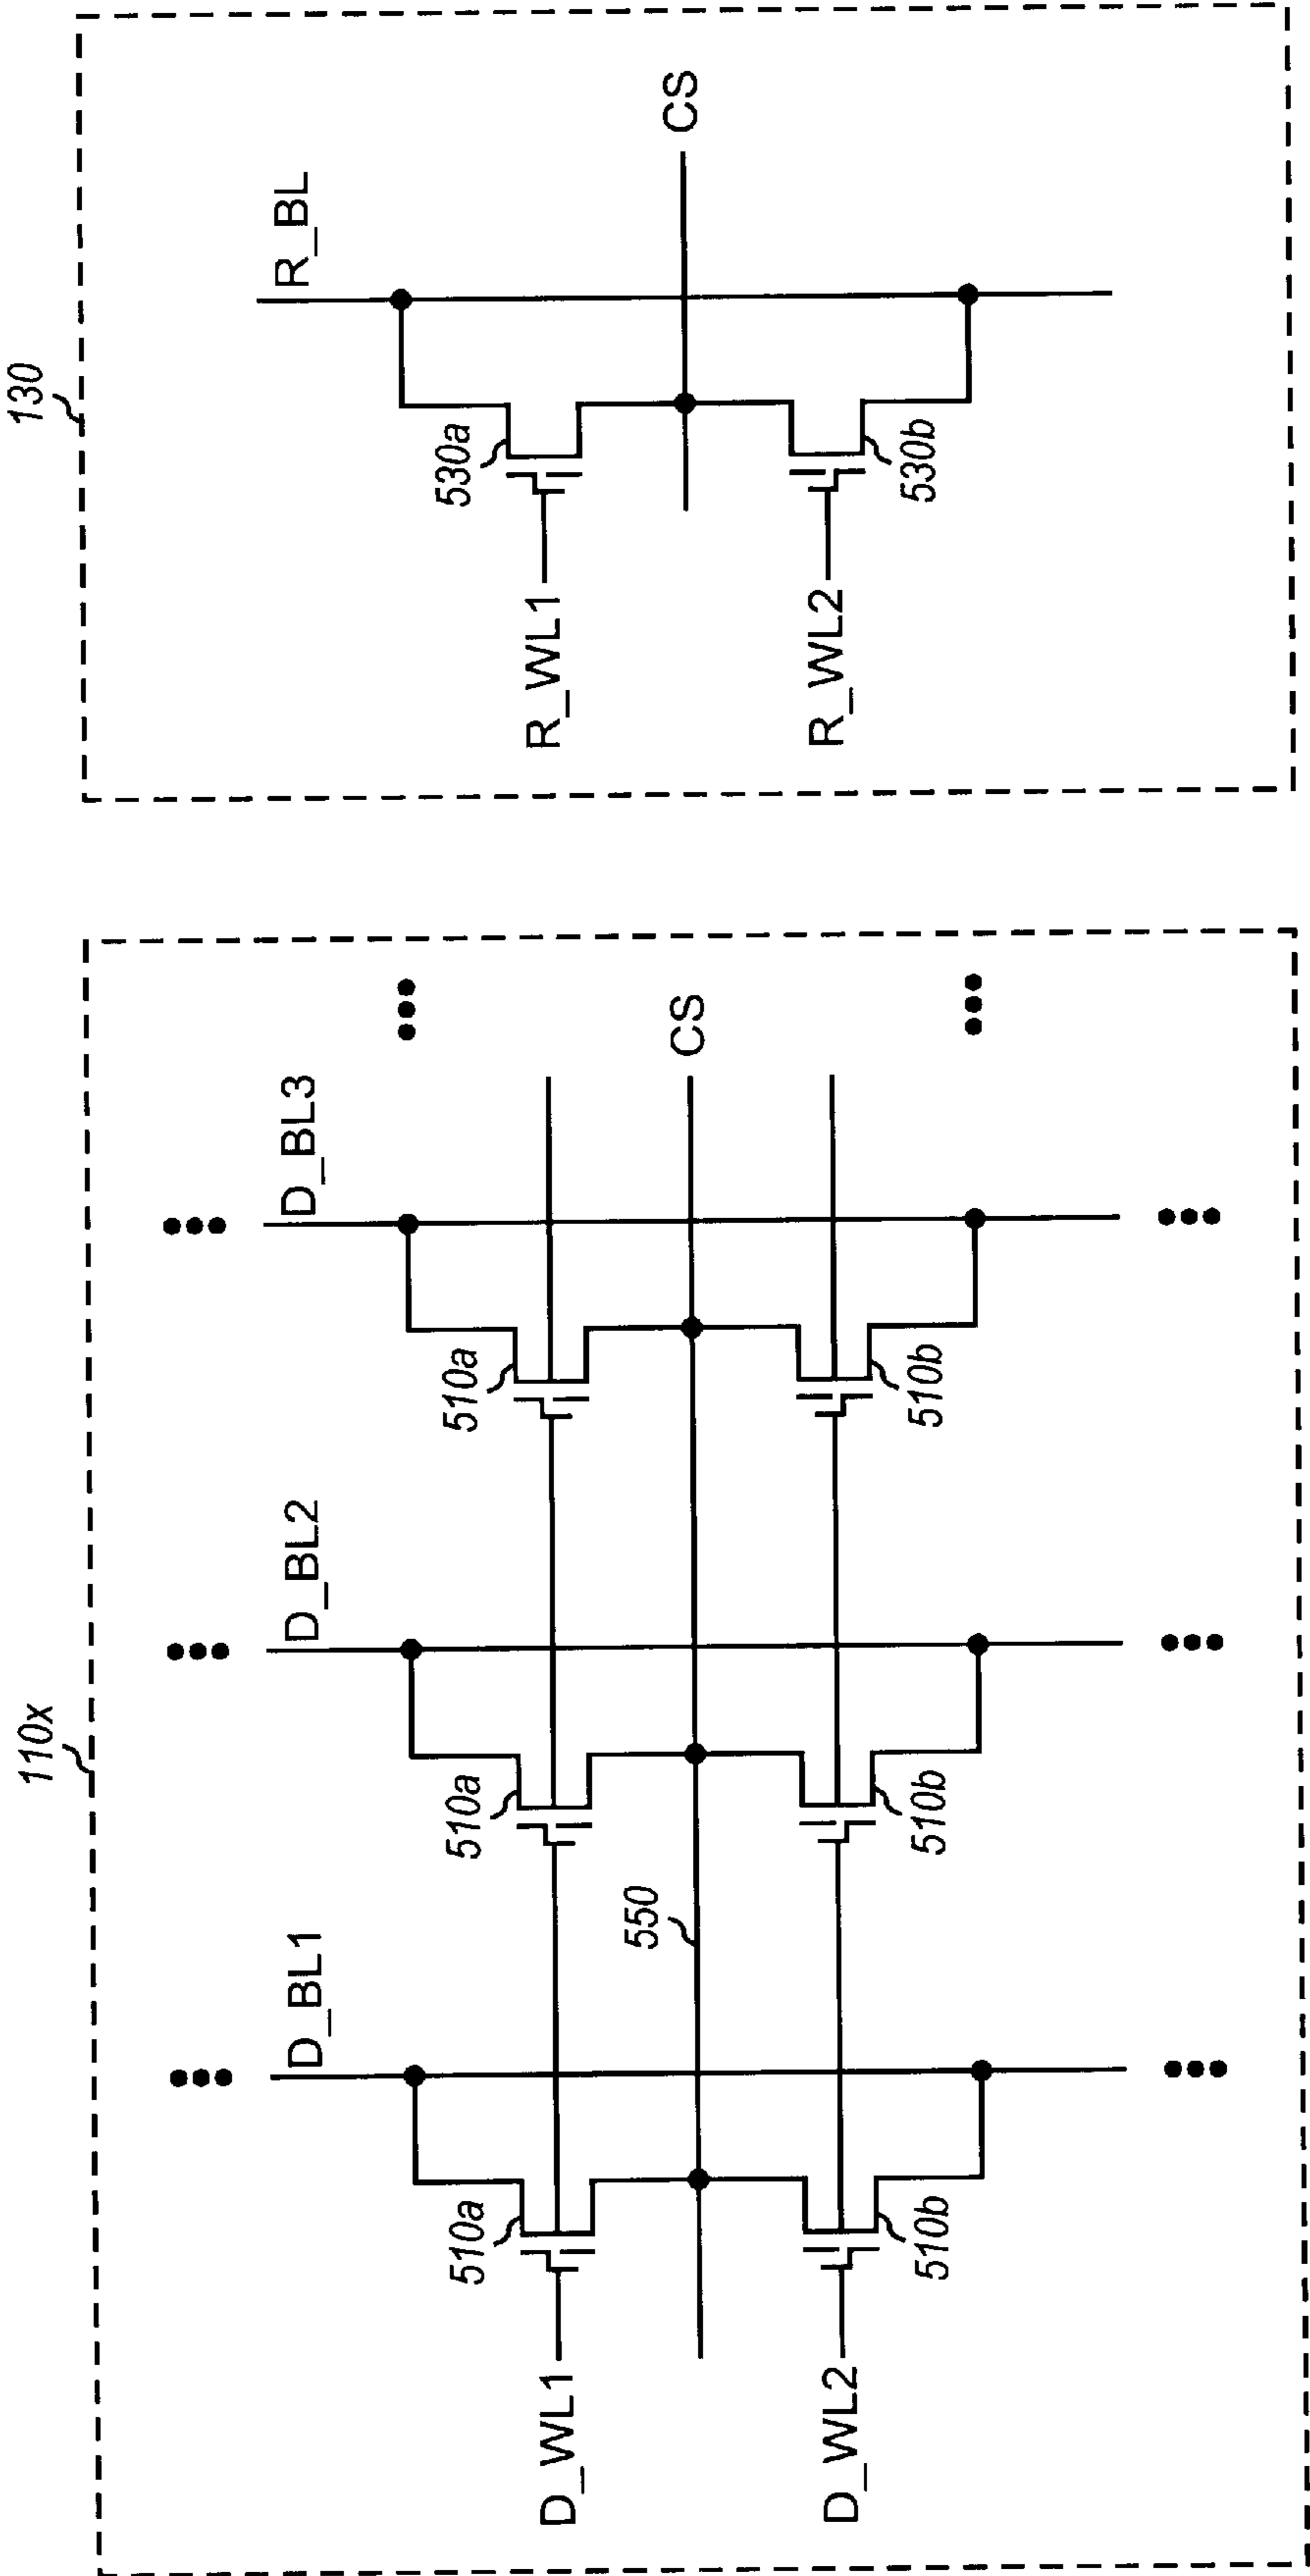 110x
130
D_BL1
D_BL2
D_BL3
R_BL
510a
510a
510a
530a
D_WL1
R_WL1
550
CS
CS
D_WL2
R_WL2
510b
510b
510b
530b